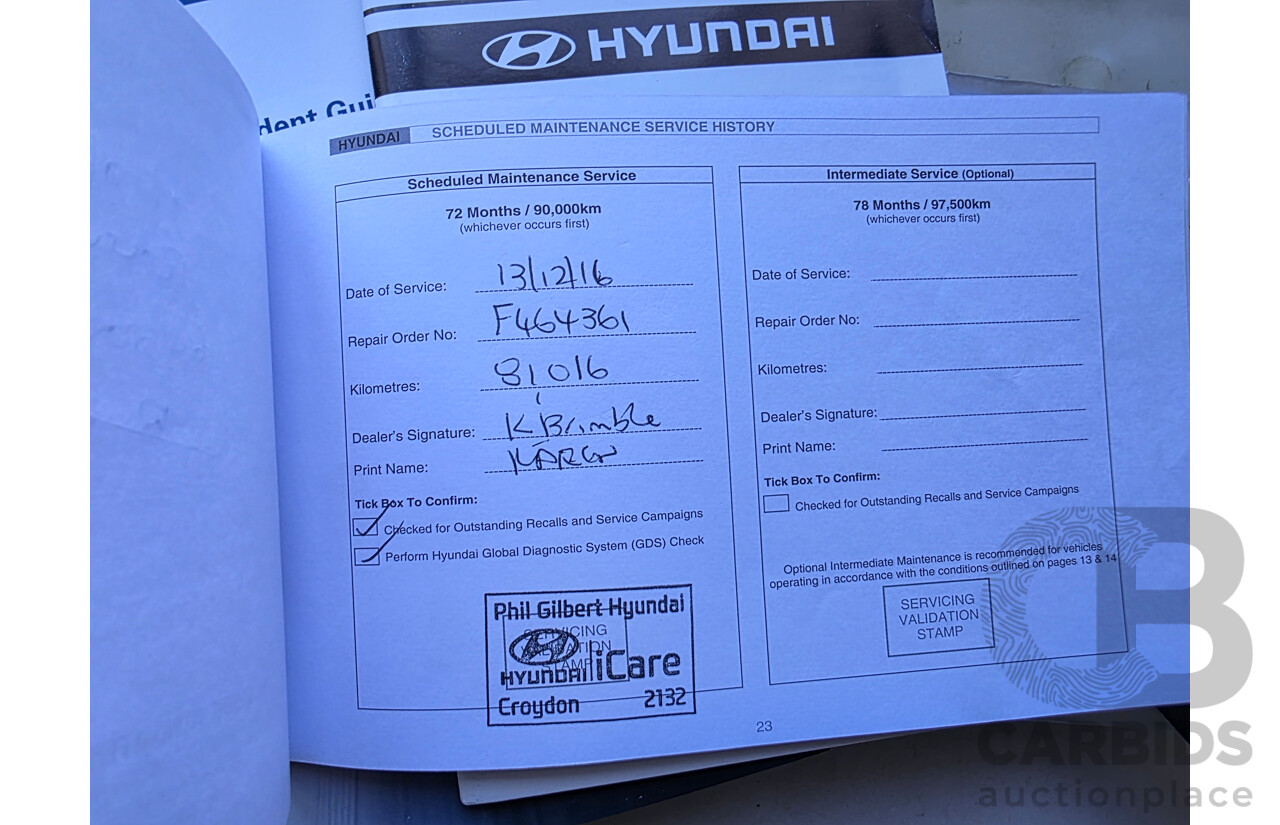 HYUNDAI
dent Gui
HYUNDAI SCHEDULED MAINTENANCE SERVICE HISTORY
Scheduled Maintenance Service
72 Months / 90,000km
(whichever occurs first)
Date of Service: 13/12/16
Repair Order No: F464361
Kilometres: 81016
Dealer's Signature: K Brimble
Print Name:
Tick Box To Confirm:
Checked for Outstanding Recalls and Service Campaigns
Perform Hyundai Global Diagnostic System (GDS) Check
Phil Gilbert Hyundai
SERVICING
VALIDATION
STAMP
HYUNDAI iCare
Croydon 2132
Intermediate Service (Optional)
78 Months / 97,500km
(whichever occurs first)
Date of Service:
Repair Order No:
Kilometres:
Dealer's Signature:
Print Name:
Tick Box To Confirm:
Checked for Outstanding Recalls and Service Campaigns
Optional Intermediate Maintenance is recommended for vehicles
operating in accordance with the conditions outlined on pages 13 & 14
SERVICING
VALIDATION
STAMP
23
CARBIDS
auctionplace